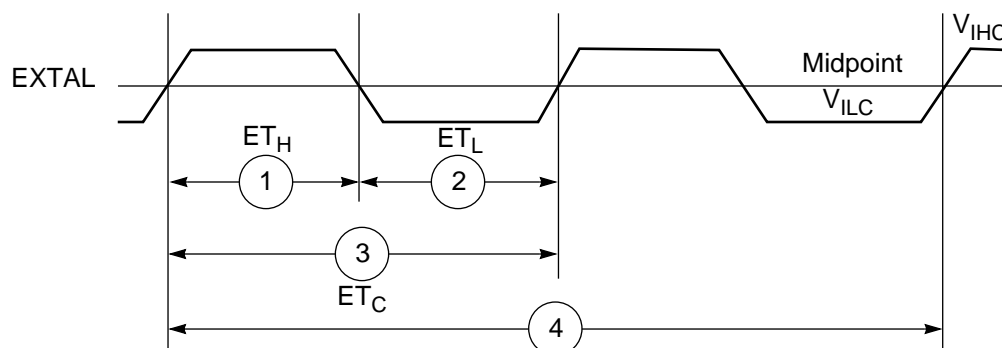 V_IHC
EXTAL
Midpoint
V_ILC
ET_H
ET_L
1
2
3
ET_C
4